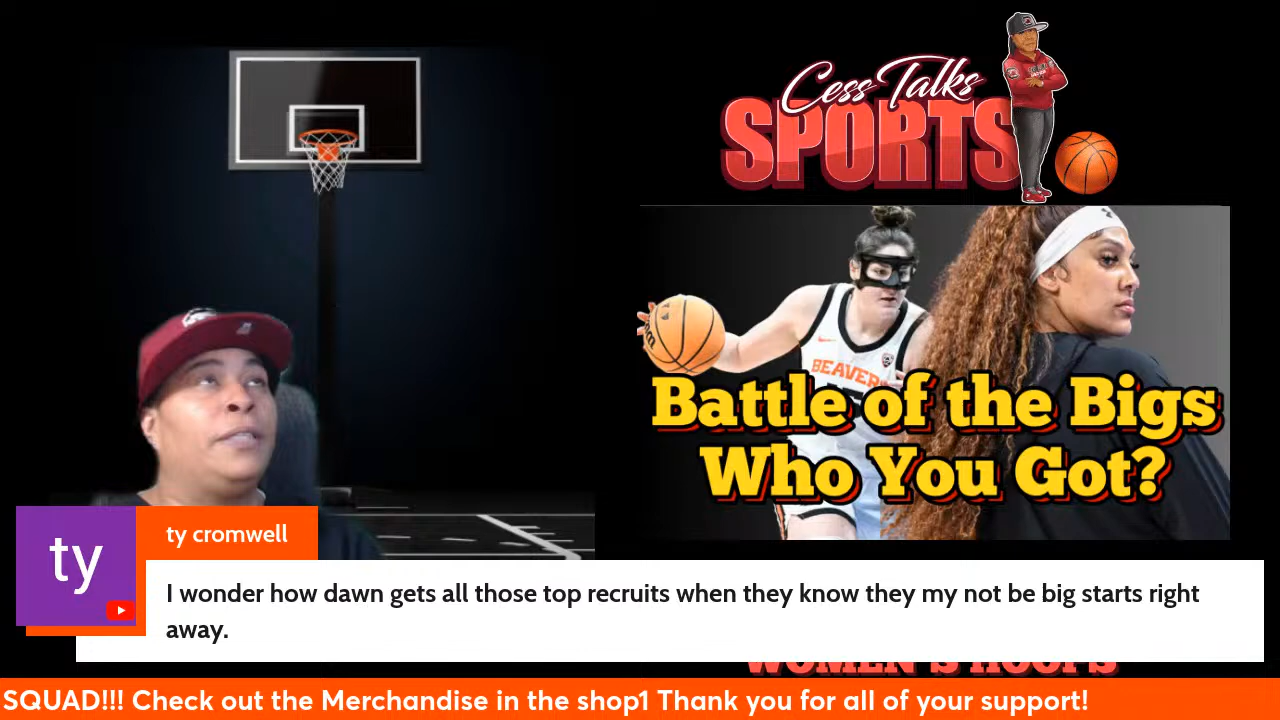 Cess Talks
SPORTS
BEAVERS
Battle of the Bigs
Who You Got?
ty
ty cromwell
I wonder how dawn gets all those top recruits when they know they my not be big starts right
away.
WOMEN'S HOOPS
SQUAD!!! Check out the Merchandise in the shop1 Thank you for all of your support!